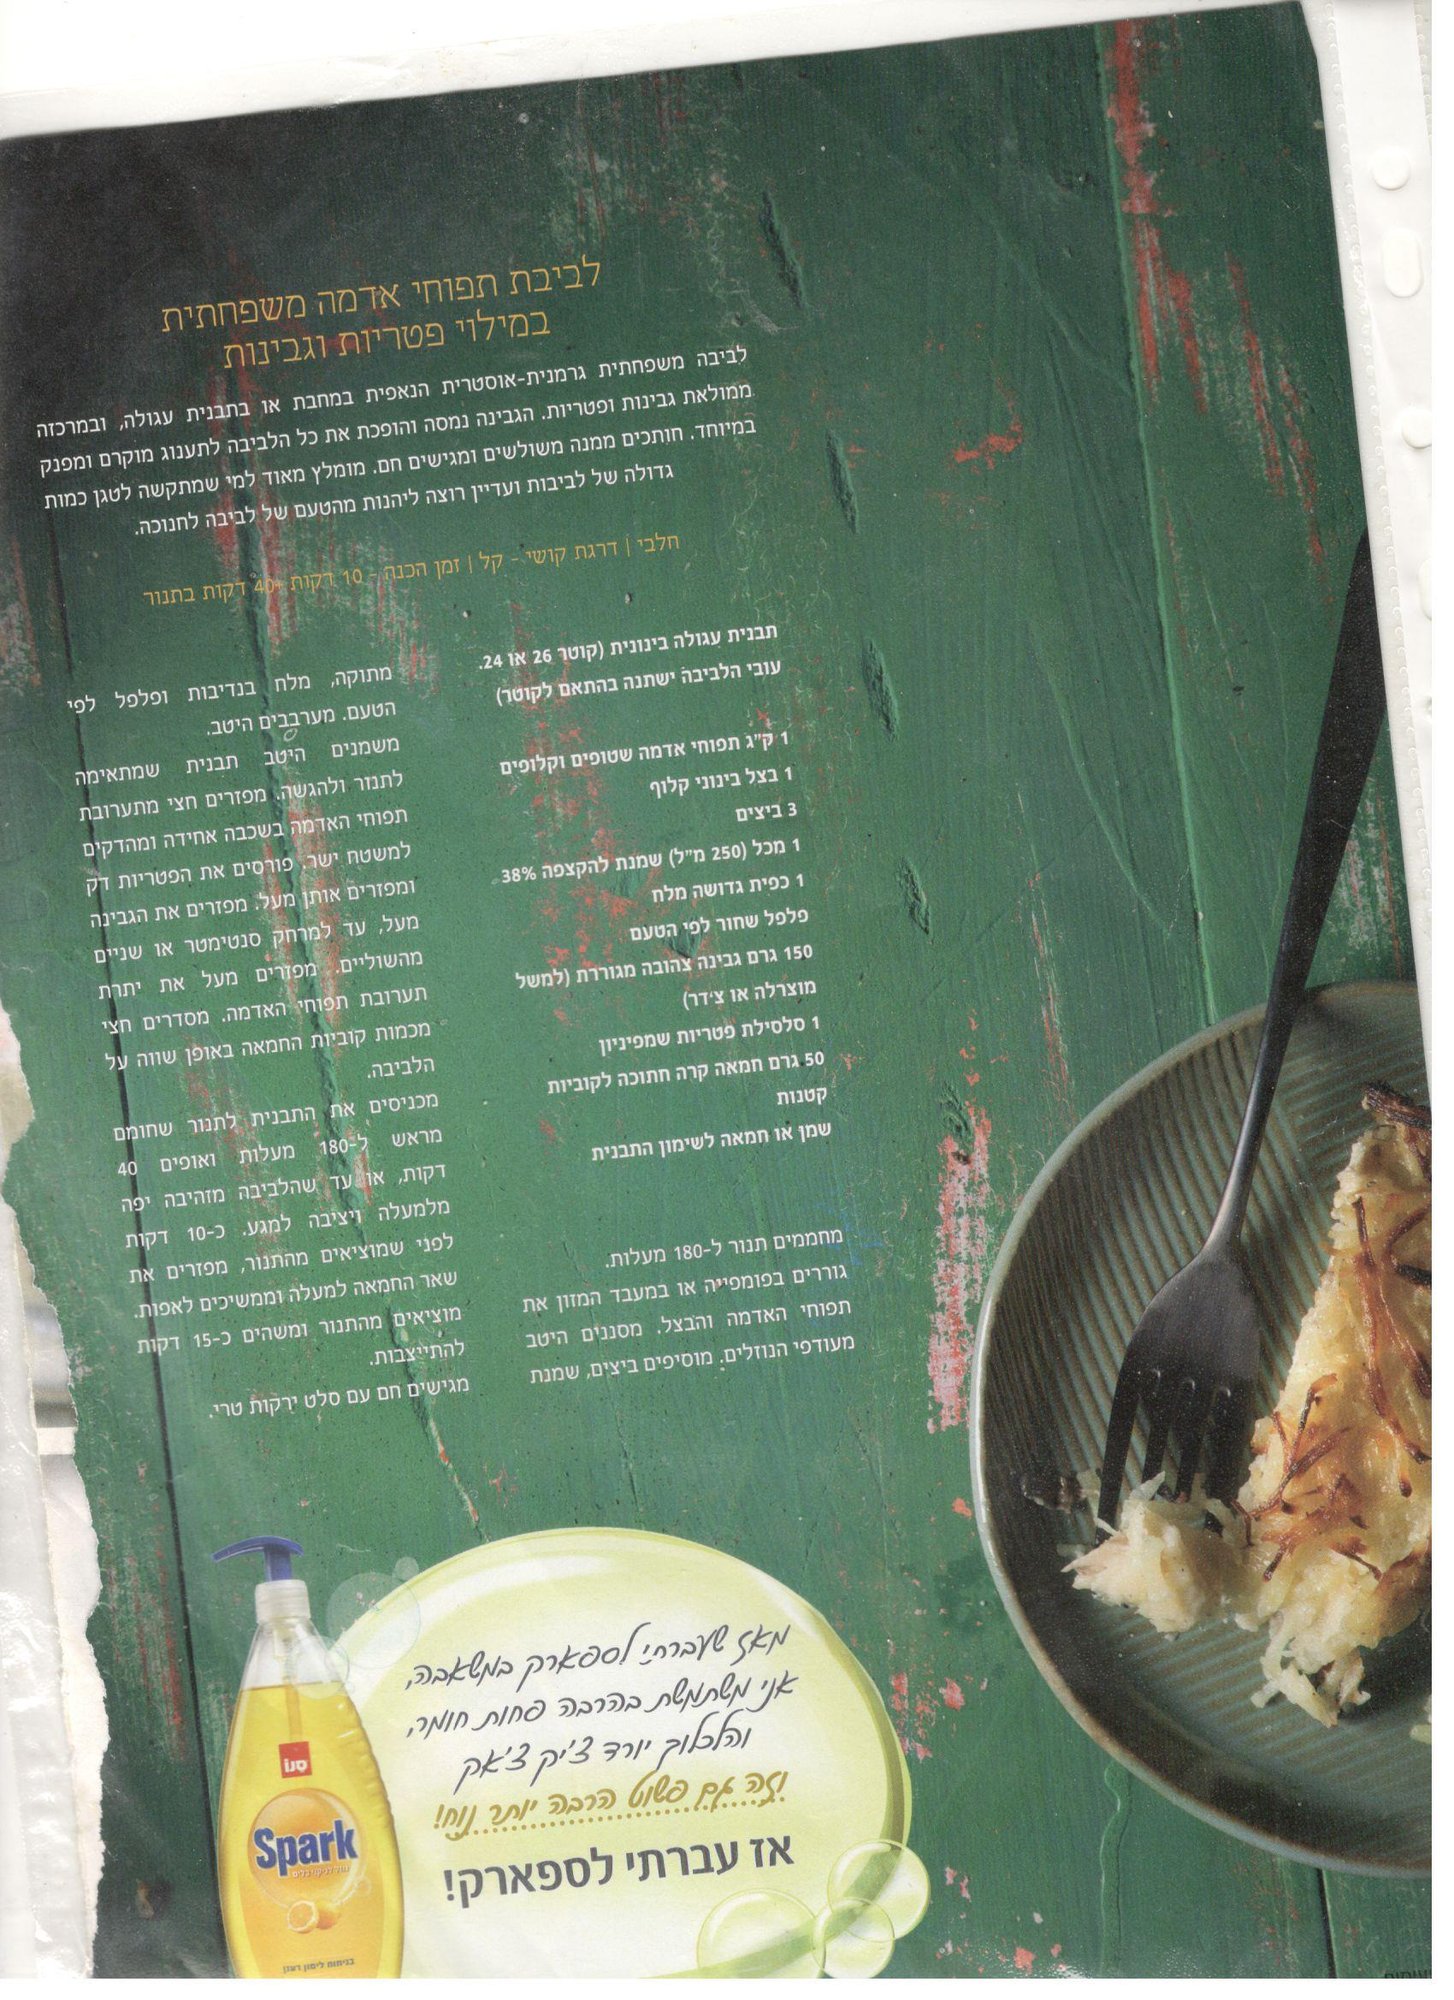 לביבת תפוחי אדמה משפחתית
במילוי פטריות וגבינות
לביבה משפחתית גרמנית-אוסטרית הנאפית במחבת או בתבנית עגולה, ובמרכזה
ממולאת גבינות ופטריות. הגבינה נמסה והופכת את כל הלביבה לתענוג מוקרם ומפנק
במיוחד. חותכים ממנה משולשים ומגישים חם. מומלץ מאוד למי שמתקשה לטגן כמות
גדולה של לביבות ועדיין רוצה ליהנות מהטעם של לביבה לחנוכה.
חלבי | דרגת קושי - קל | זמן הכנה - 10 דקות +40 דקות בתנור
תבנית עגולה בינונית (קוטר 26 או 24.
עובי הלביבה ישתנה בהתאם לקוטר)
1 ק"ג תפוחי אדמה שטופים וקלופים
1 בצל בינוני קלוף
3 ביצים
1 מכל (250 מ"ל) שמנת להקצפה 38%
1 כפית גדושה מלח
פלפל שחור לפי הטעם
150 גרם גבינה צהובה מגוררת (למשל
מוצרלה או צ'דר)
1 סלסילת פטריות שמפיניון
50 גרם חמאה קרה חתוכה לקוביות
קטנות
שמן או חמאה לשימון התבנית
מחממים תנור ל-180 מעלות.
גוררים בפומפייה או במעבד המזון את
תפוחי האדמה והבצל. מסננים היטב
מעודפי הנוזלים. מוסיפים ביצים, שמנת
מתוקה, מלח בנדיבות ופלפל לפי
הטעם. מערבבים היטב.
משמנים היטב תבנית שמתאימה
לתנור ולהגשה. מפזרים חצי מתערובת
תפוחי האדמה בשכבה אחידה ומהדקים
למשטח ישר. פורסים את הפטריות דק
ומפזרים אותן מעל. מפזרים את הגבינה
מעל, עד למרחק סנטימטר או שניים
מהשוליים. מפזרים מעל את יתרת
תערובת תפוחי האדמה. מסדרים חצי
מכמות קוביות החמאה באופן שווה על
הלביבה.
מכניסים את התבנית לתנור שחומם
מראש ל-180 מעלות ואופים 40
דקות, או עד שהלביבה מזהיבה יפה
מלמעלה ויציבה למגע. כ-10 דקות
לפני שמוציאים מהתנור, מפזרים את
שאר החמאה למעלה וממשיכים לאפות.
מוציאים מהתנור ומשהים כ-15 דקות
להתייצבות.
מגישים חם עם סלט ירקות טרי.
מאז שעברתי לספארק במשאבה,
אני משתמשת בהרבה פחות חומר,
והלכלוך יורד צ'יק צ'אק
וזה גם פשוט הרבה יותר נוח!
אז עברתי לספארק!
סנו
Spark
נוזל לניקוי כלים
בניחוח לימון רענן